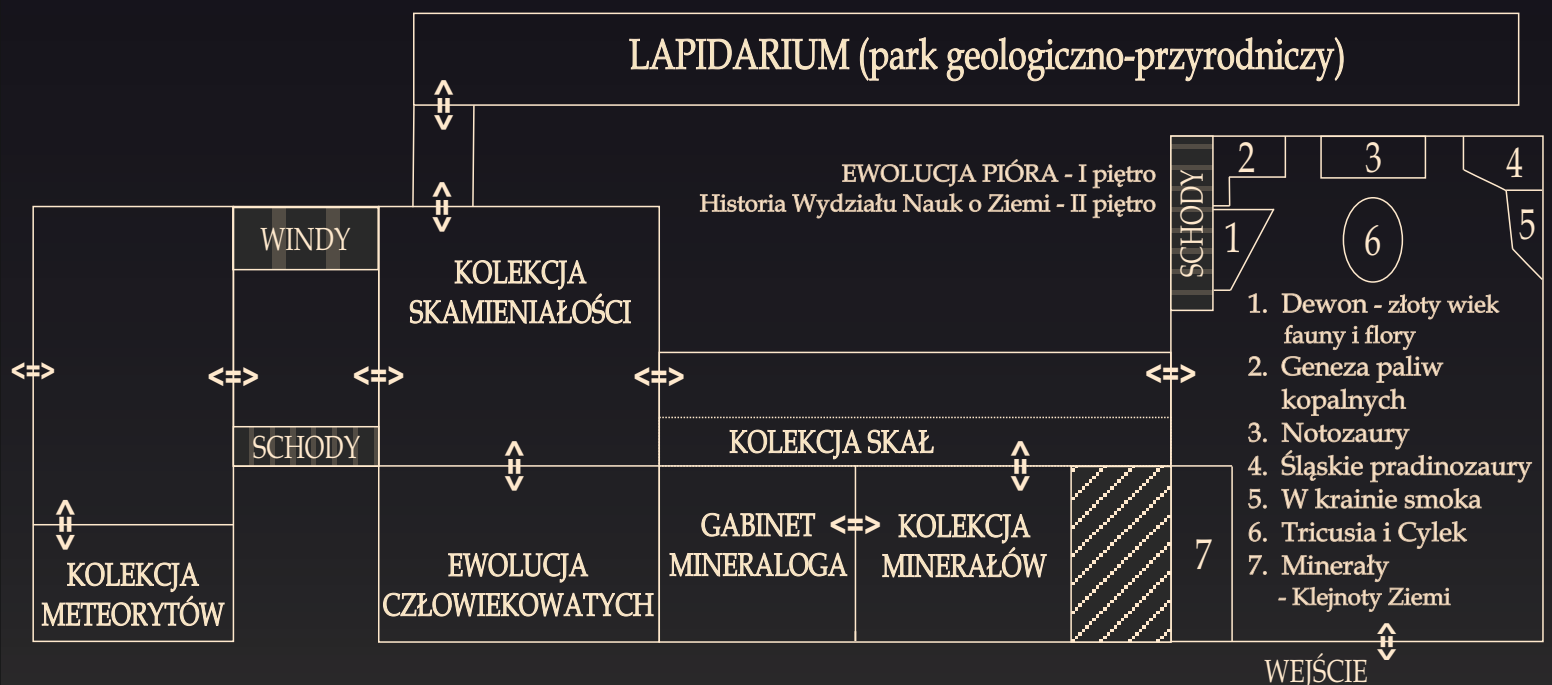 LAPIDARIUM (park geologiczno-przyrodniczy)
EWOLUCJA PIÓRA - I piętro
Historia Wydziału Nauk o Ziemi - II piętro
SCHODY
2
3
4
1
6
5
WINDY
KOLEKCJA
SKAMIENIAŁOŚCI
1. Dewon - złoty wiek
fauny i flory
2. Geneza paliw
kopalnych
3. Notozaury
4. Śląskie pradinozaury
5. W krainie smoka
6. Tricusia i Cylek
7. Minerały
- Klejnoty Ziemi
SCHODY
KOLEKCJA SKAŁ
KOLEKCJA
METEORYTÓW
EWOLUCJA
CZŁOWIEKOWATYCH
GABINET
MINERALOGA
KOLEKCJA
MINERAŁÓW
7
WEJŚCIE